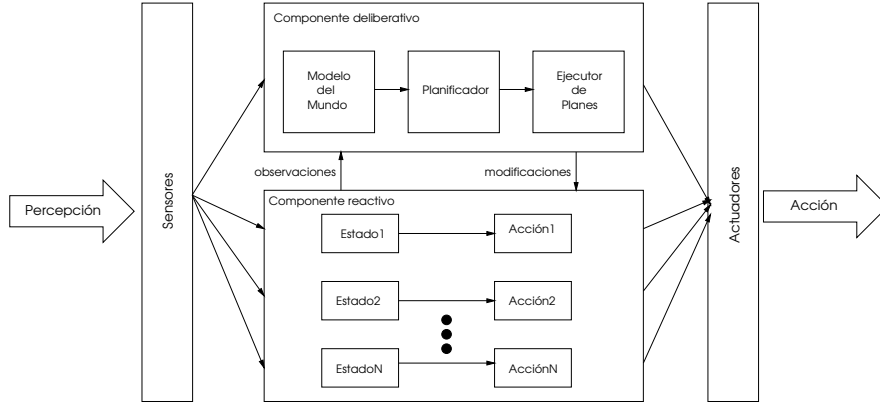 Componente deliberativo
Modelo
del
Mundo
Planificador
Ejecutor
de
Planes
observaciones
modificaciones
Percepción
Sensores
Componente reactivo
Estado1
Acción1
Estado2
Acción2
EstadoN
AcciónN
Actuadores
Acción